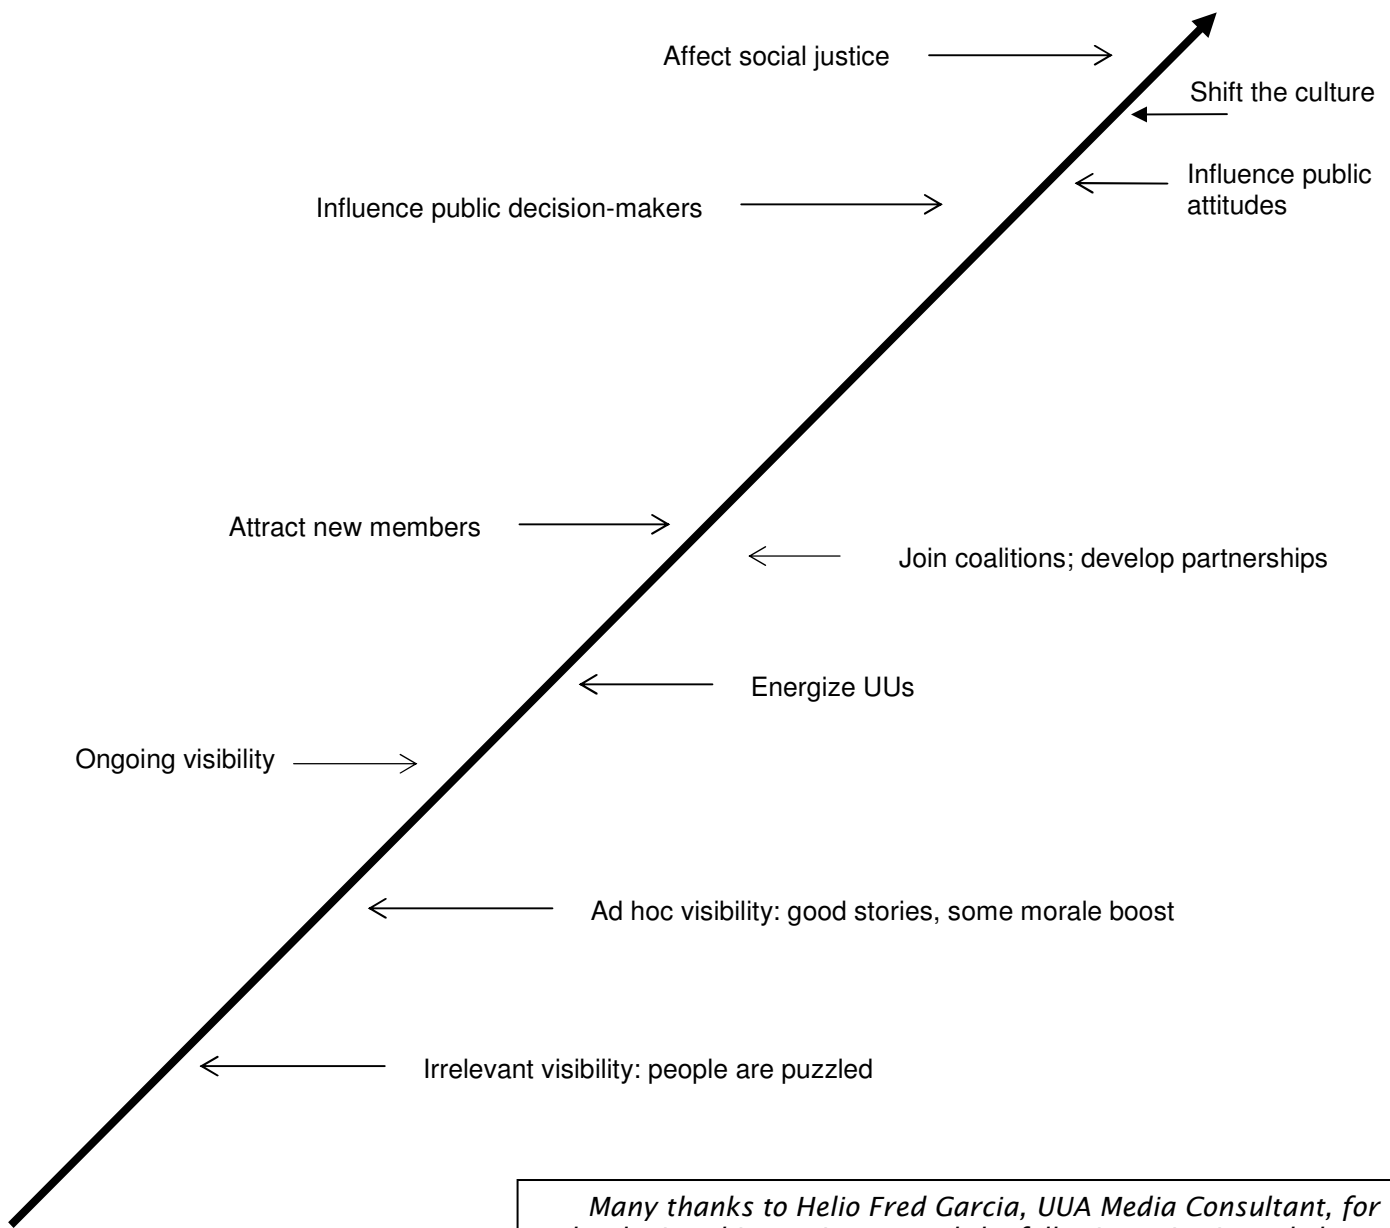 Affect social justice
Shift the culture
Influence public
attitudes
Influence public decision-makers
Attract new members
Join coalitions; develop partnerships
Energize UUs
Ongoing visibility
Ad hoc visibility: good stories, some morale boost
Irrelevant visibility: people are puzzled
Many thanks to Helio Fred Garcia, UUA Media Consultant, for